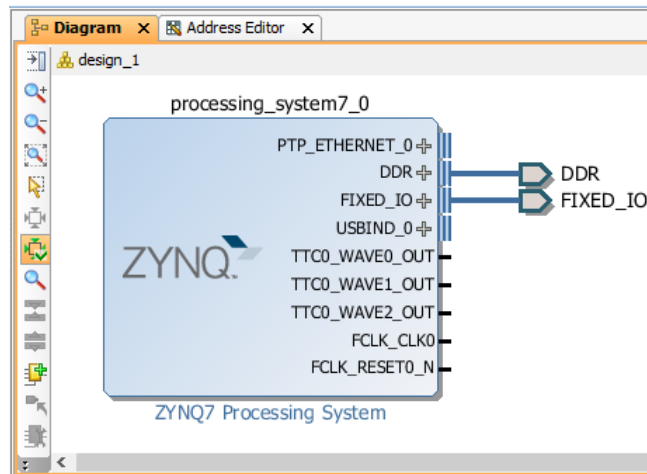 Diagram X Address Editor X
design_1
processing_system7_0
PTP_ETHERNET_0
DDR
DDR
FIXED_IO
FIXED_IO
USBIND_0
TTC0_WAVE0_OUT
ZYNQ
TTC0_WAVE1_OUT
TTC0_WAVE2_OUT
FCLK_CLK0
FCLK_RESET0_N
ZYNQ7 Processing System